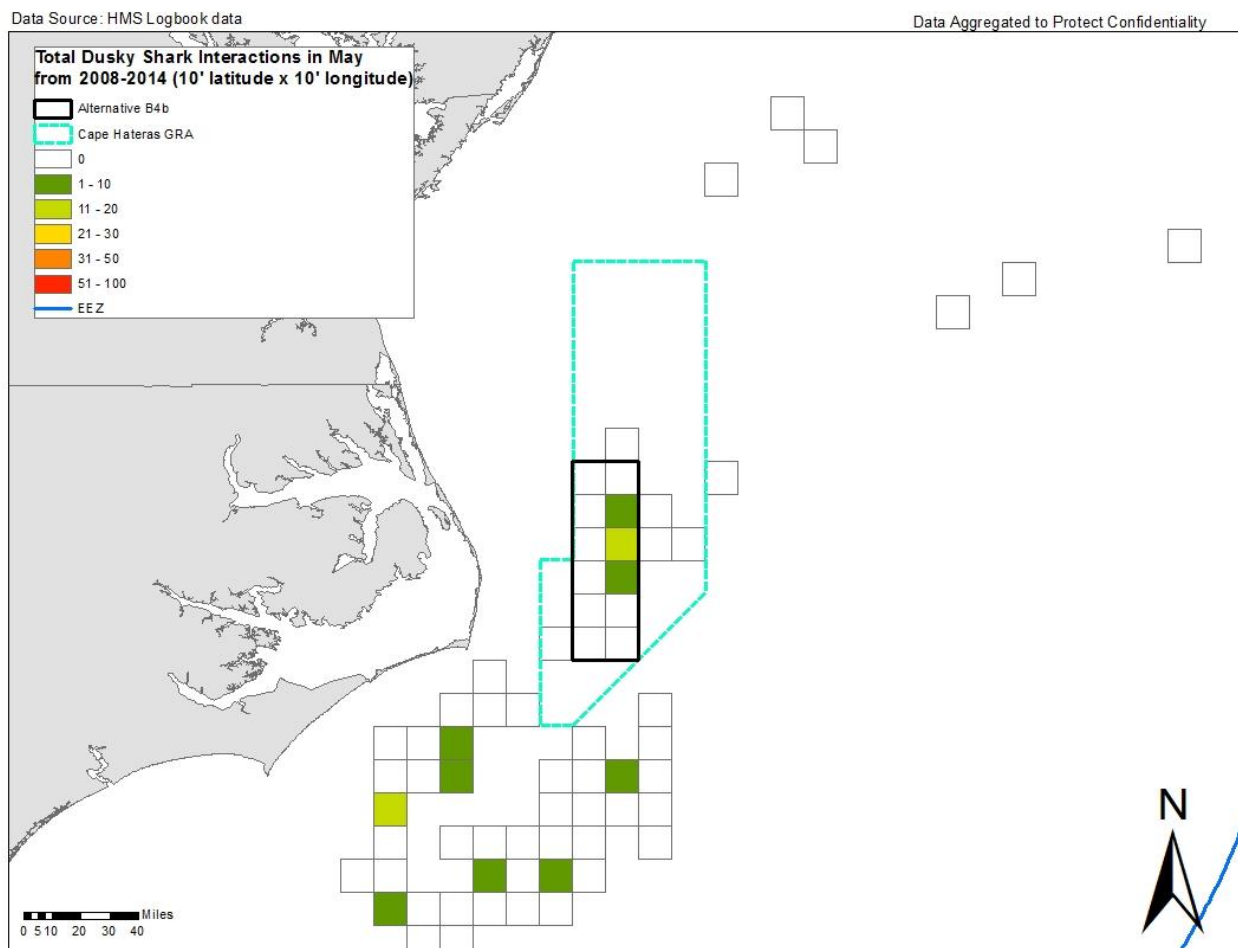 Data Source: HMS Logbook data
Data Aggregated to Protect Confidentiality
Total Dusky Shark Interactions in May
from 2008-2014 (10' latitude x 10' longitude)
Alternative B4b
Cape Hateras GRA
0
1 - 10
11 - 20
21 - 30
31 - 50
51 - 100
EEZ
N
Miles
0 5 10 20 30 40